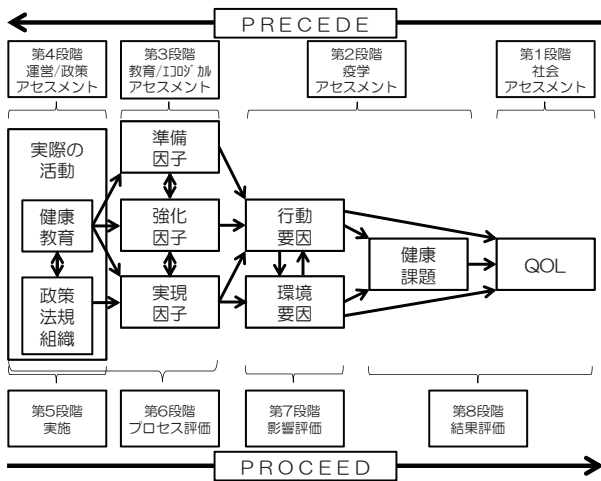 PRECEDE
第4段階
運営/政策
アセスメント
第3段階
教育/ｴｺﾛｼﾞｶﾙ
アセスメント
第2段階
疫学
アセスメント
第1段階
社会
アセスメント
実際の
活動
健康
教育
政策
法規
組織
準備
因子
強化
因子
実現
因子
行動
要因
環境
要因
健康
課題
QOL
第5段階
実施
第6段階
プロセス評価
第7段階
影響評価
第8段階
結果評価
PROCEED